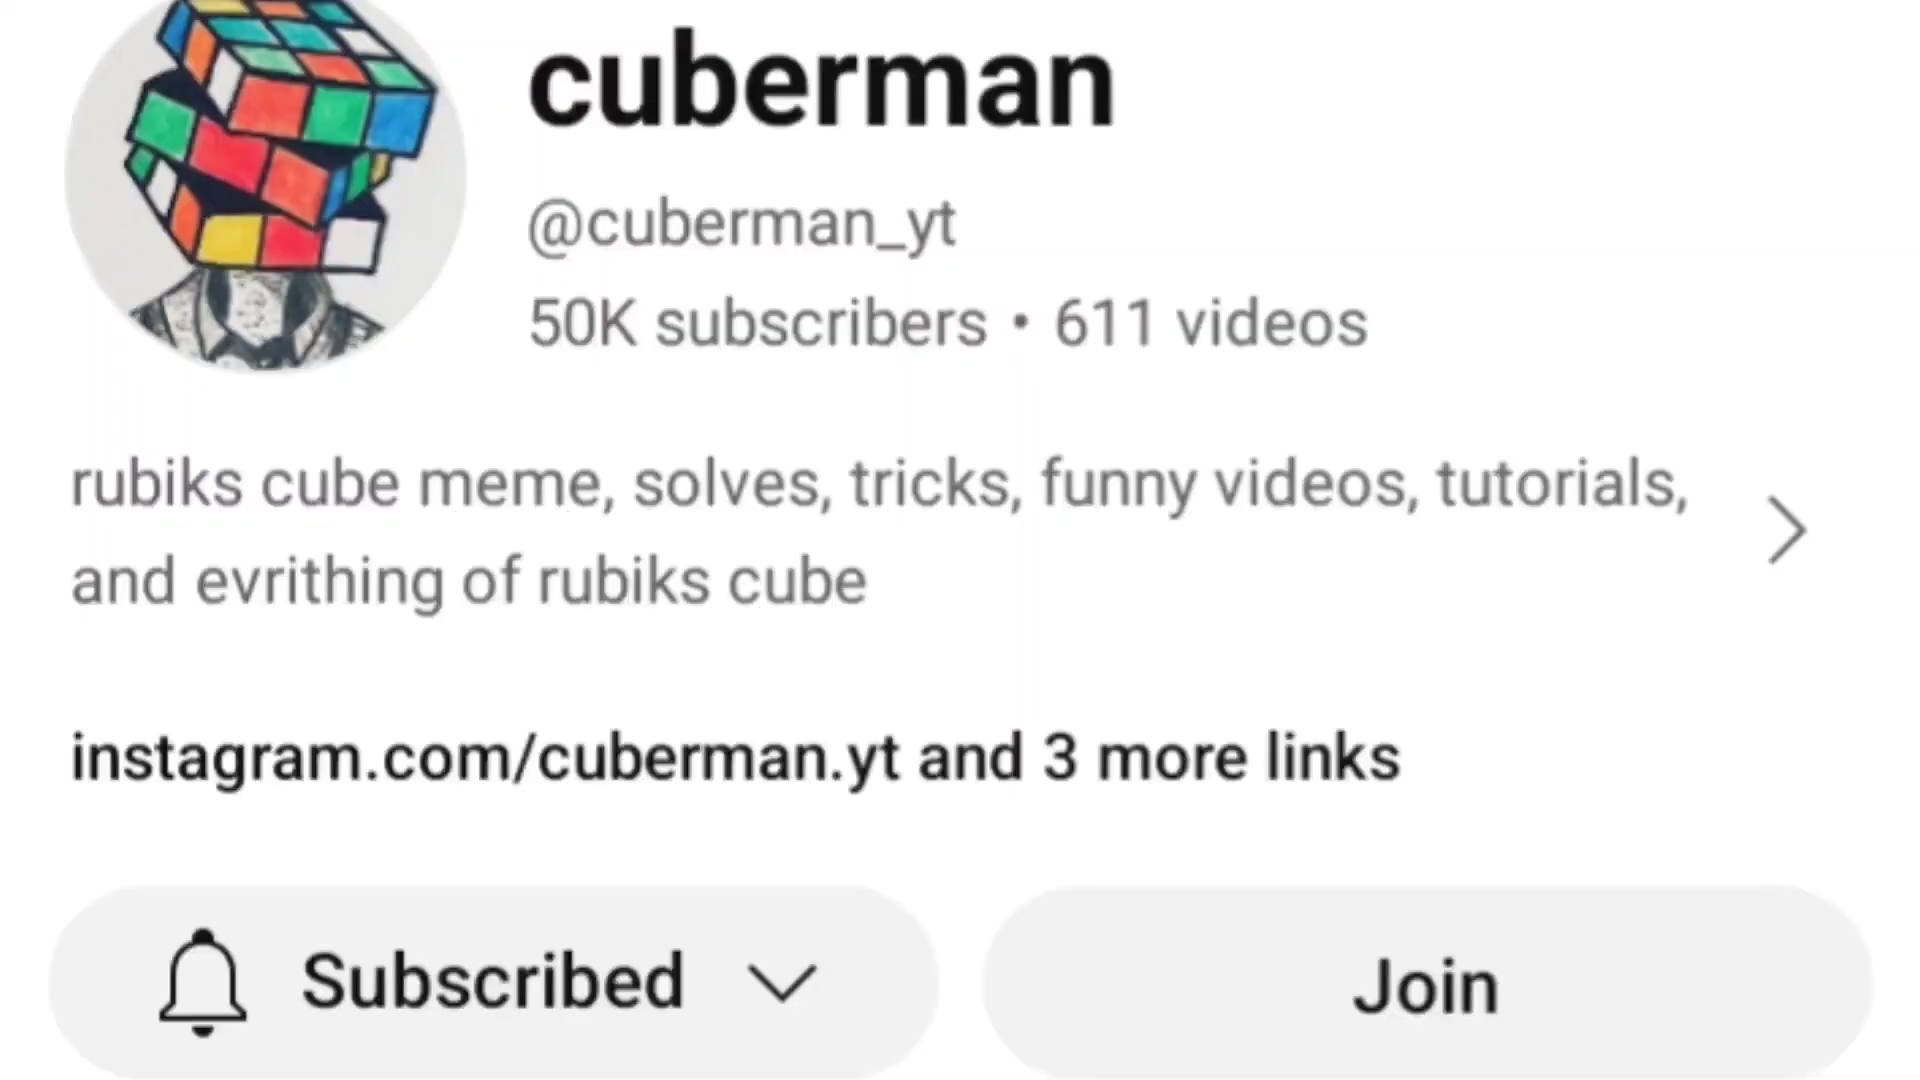 cuberman
@cuberman_yt
50K subscribers • 611 videos
rubiks cube meme, solves, tricks, funny videos, tutorials,
and evrithing of rubiks cube
instagram.com/cuberman.yt and 3 more links
Subscribed
Join